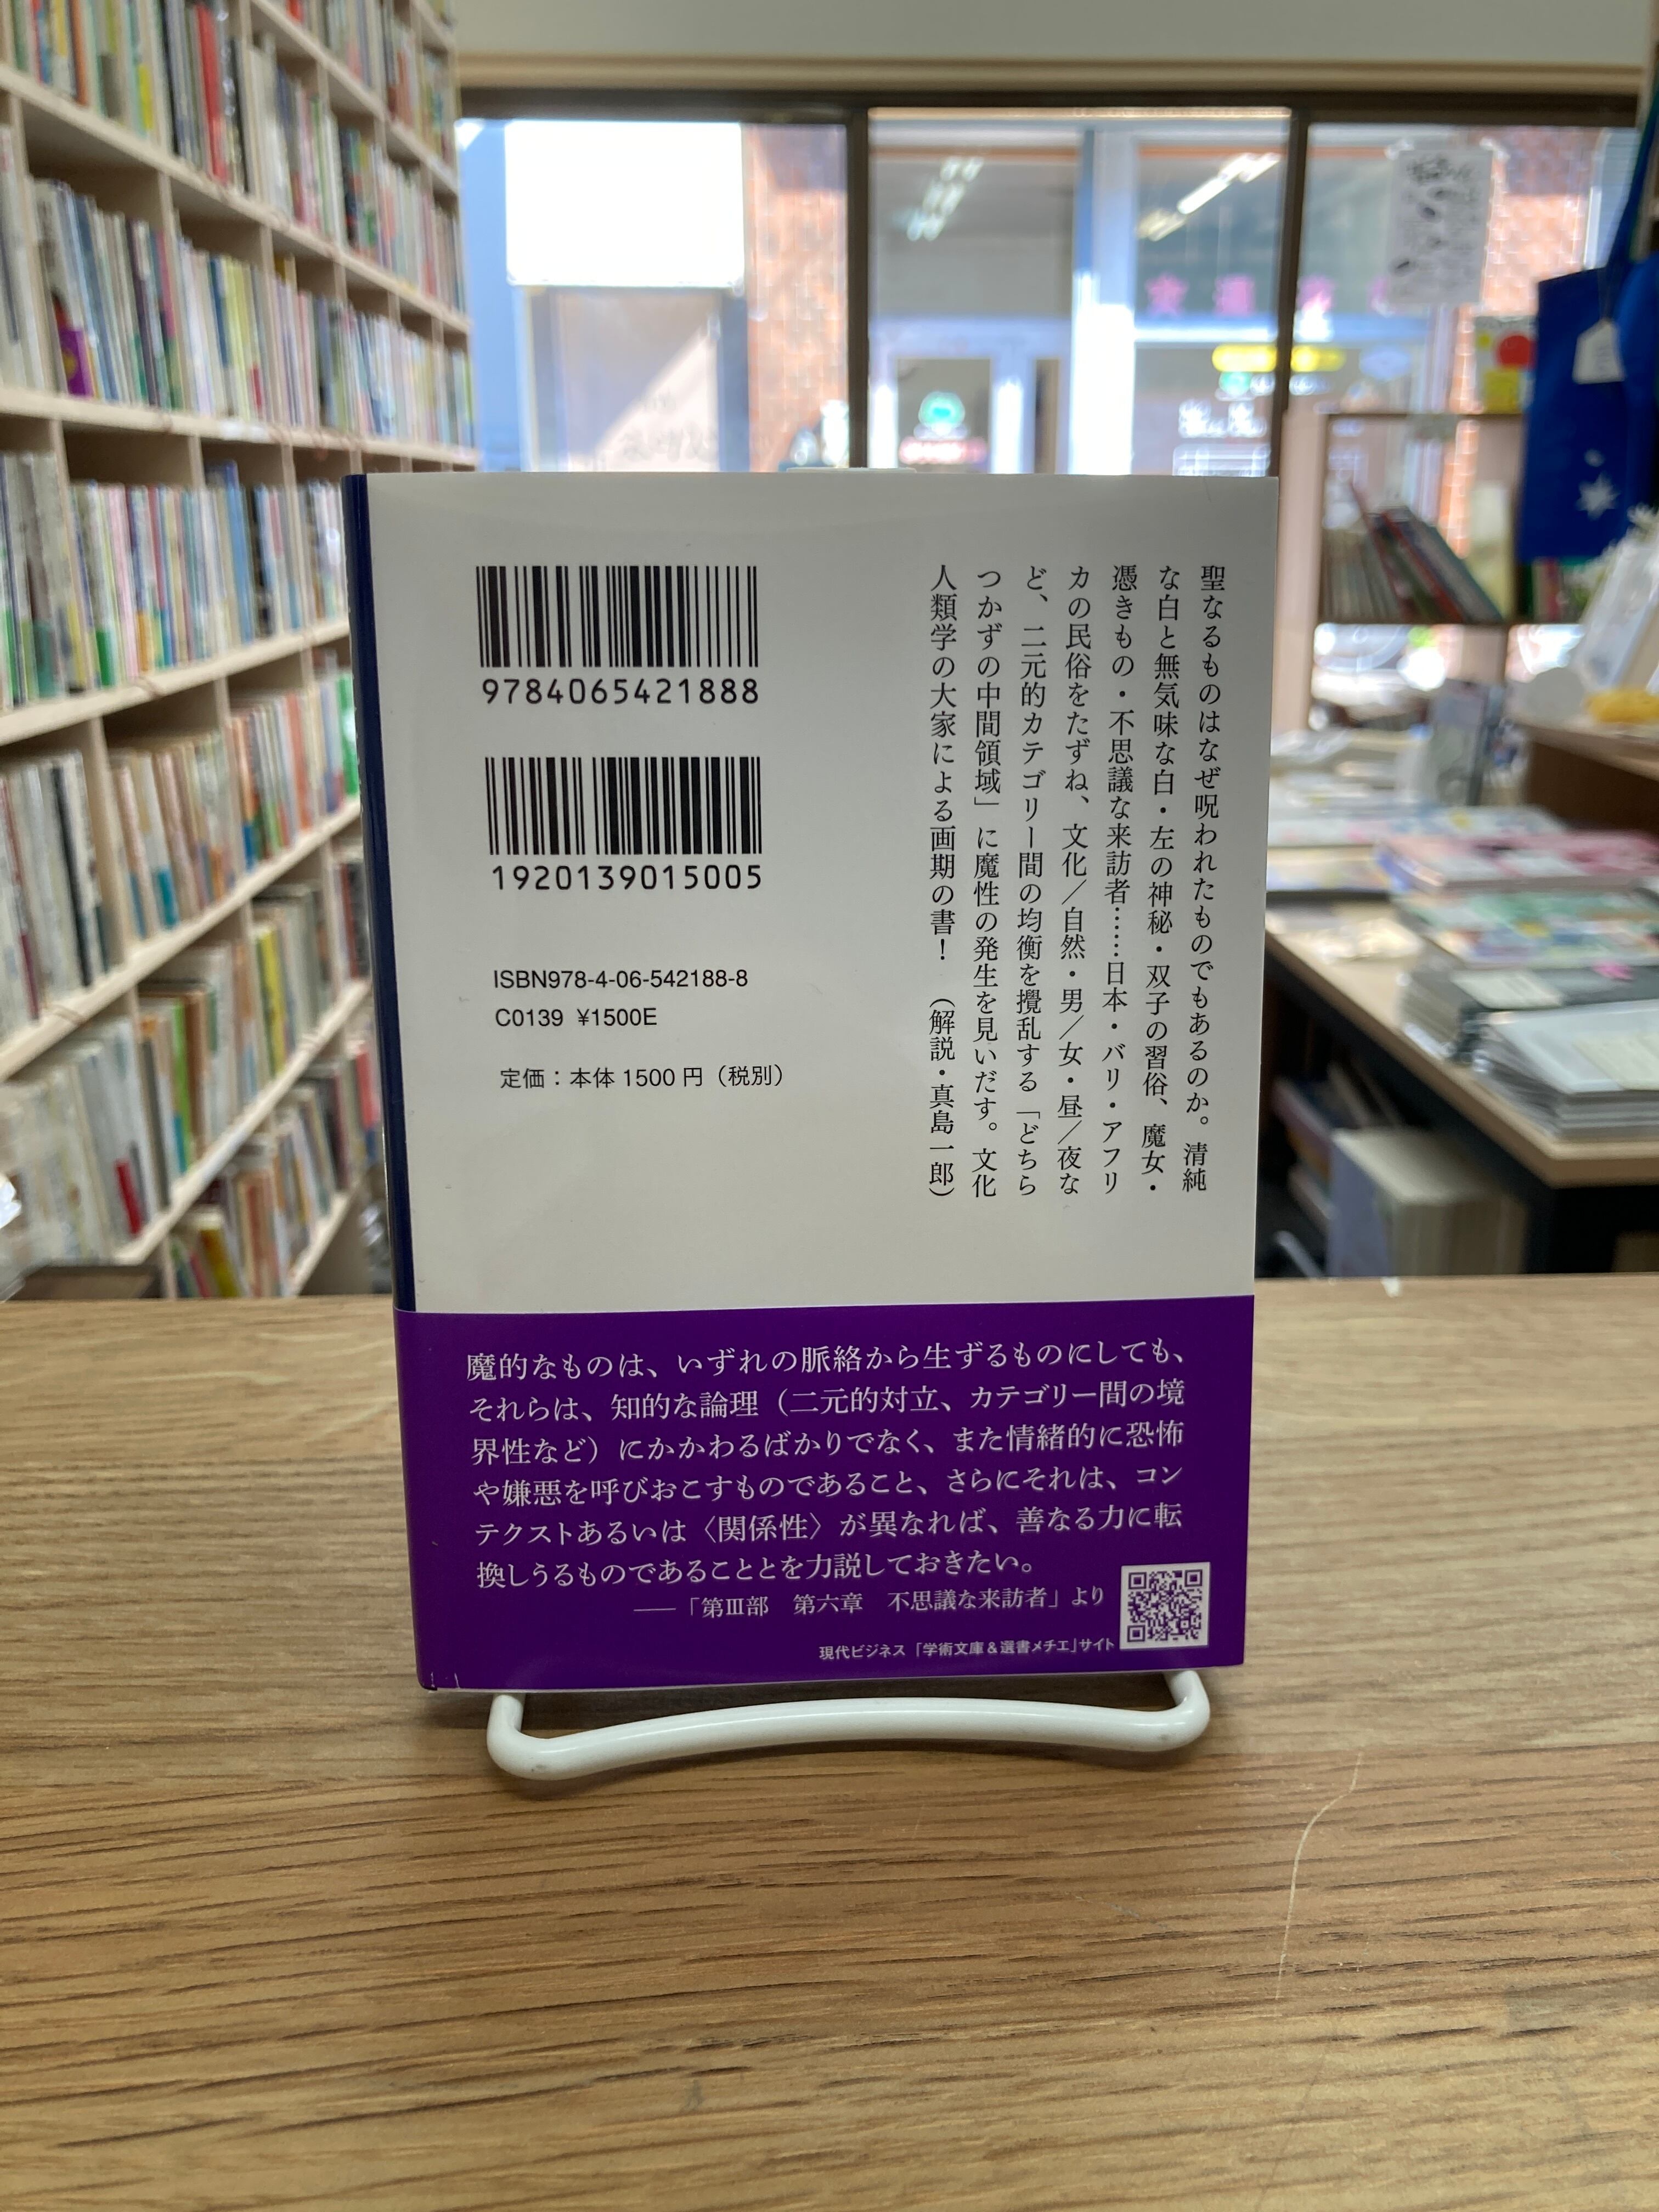 聖なるものはなぜ呪われたものでもあるのか。清純
な白と無気味な白・左の神秘・双子の習俗、魔女・
憑きもの・不思議な来訪者……日本・バリ・アフリ
カの民俗をたずね、文化／自然・男／女・昼／夜な
ど、二元的カテゴリー間の均衡を攪乱する「どちら
つかずの中間領域」に魔性の発生を見いだす。文化
人類学の大家による画期の書！（解説・真島一郎）
9784065421888
1920139015005
ISBN978-4-06-542188-8
C0139 ¥1500E
定価：本体1500円（税別）
魔的なものは、いずれの脈絡から生ずるものにしても、
それらは、知的な論理（二元的対立、カテゴリー間の境
界性など）にかかわるばかりでなく、また情緒的に恐怖
や嫌悪を呼びおこすものであること、さらにそれは、コン
テクストあるいは〈関係性〉が異なれば、善なる力に転
換しうるものであることとを力説しておきたい。
——「第Ⅲ部　第六章　不思議な来訪者」より
現代ビジネス「学術文庫＆選書メチエ」サイト